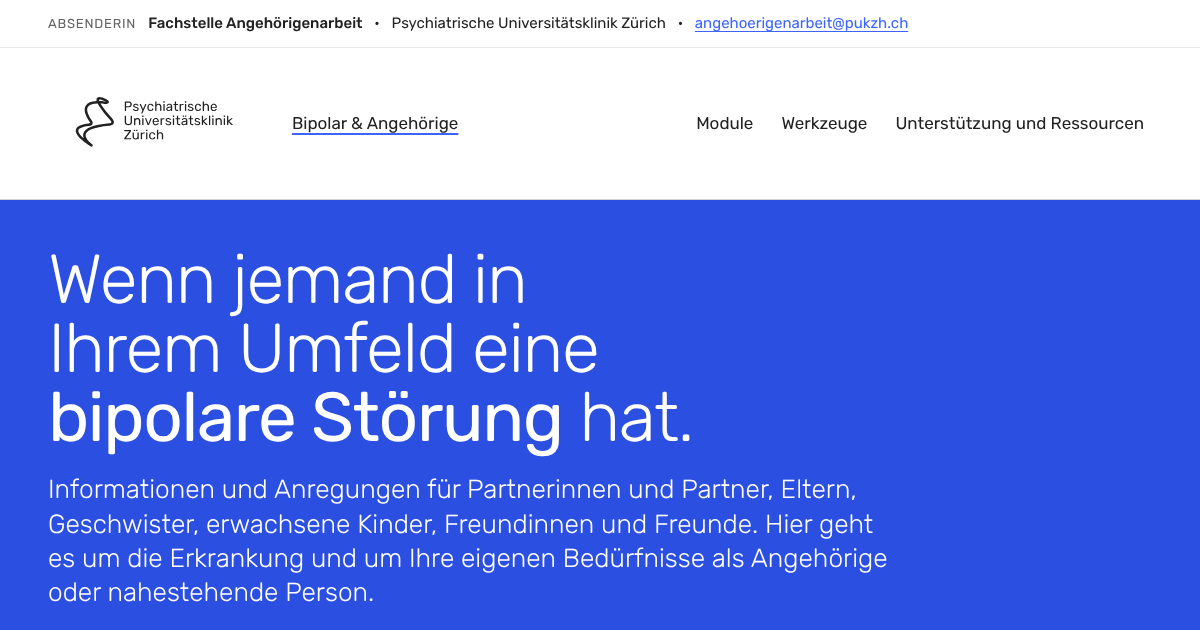 ABSENDERIN Fachstelle Angehörigenarbeit • Psychiatrische Universitätsklinik Zürich • angehoerigenarbeit@pukzh.ch
Psychiatrische
Universitätsklinik
Zürich
Bipolar & Angehörige
Module Werkzeuge Unterstützung und Ressourcen
Wenn jemand in
Ihrem Umfeld eine
bipolare Störung hat.
Informationen und Anregungen für Partnerinnen und Partner, Eltern,
Geschwister, erwachsene Kinder, Freundinnen und Freunde. Hier geht
es um die Erkrankung und um Ihre eigenen Bedürfnisse als Angehörige
oder nahestehende Person.